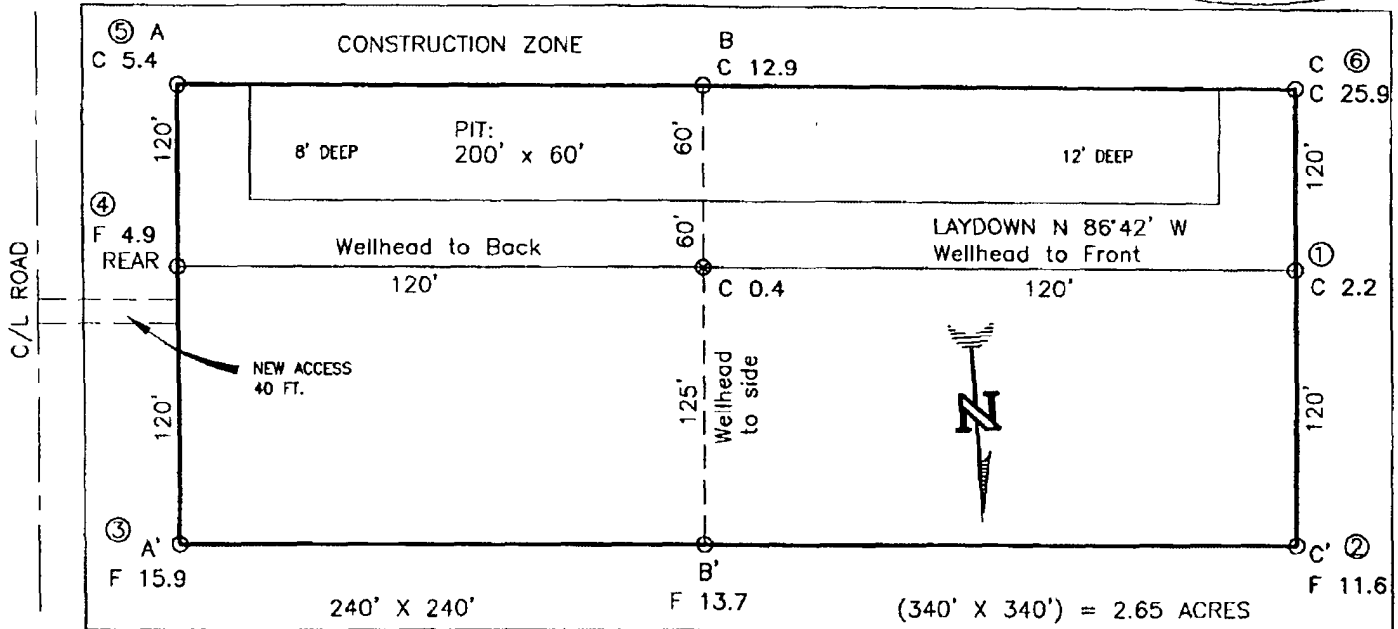 ⑤ A
C 5.4
CONSTRUCTION ZONE
B
C 12.9
C ⑥
C 25.9
120'
8' DEEP
PIT:
200' x 60'
60'
12' DEEP
120'
④
F 4.9
REAR
Wellhead to Back
120'
60'
C 0.4
LAYDOWN N 86°42' W
Wellhead to Front
120'
①
C 2.2
C/L ROAD
NEW ACCESS
40 FT.
120'
125'
Wellhead
to side
N
120'
③ A'
F 15.9
B'
F 13.7
C' ②
F 11.6
240' X 240'
(340' X 340') = 2.65 ACRES